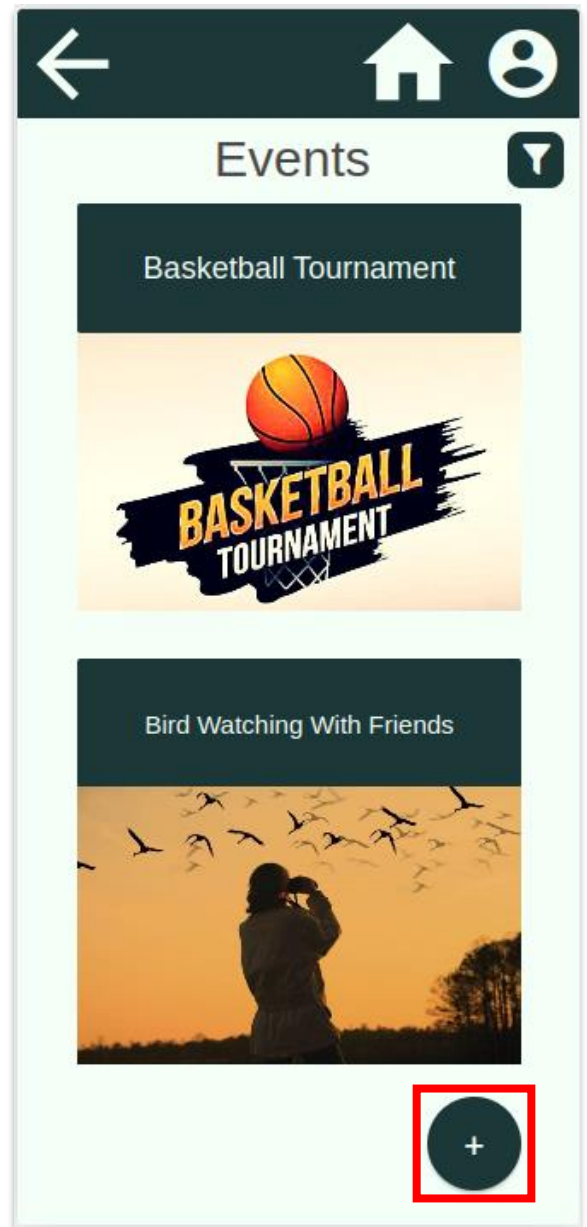 Events
Basketball Tournament
BASKETBALL
TOURNAMENT
Bird Watching With Friends
+